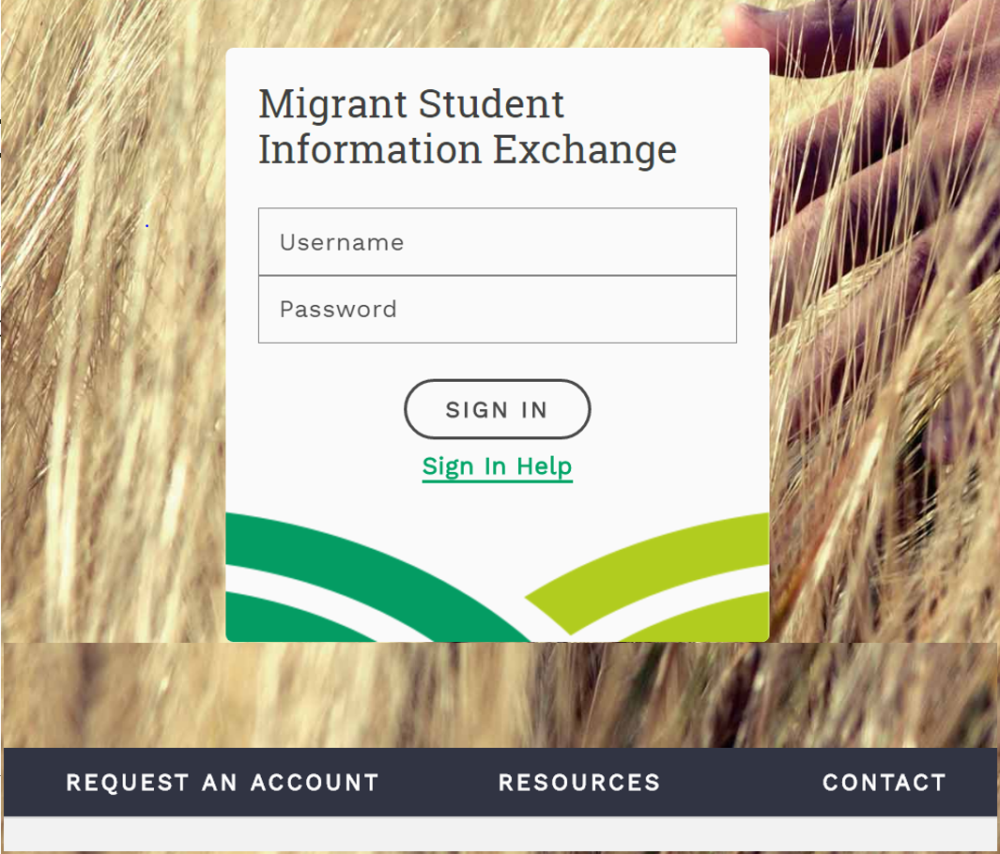 Migrant Student
Information Exchange
Username
Password
SIGN IN
Sign In Help
REQUEST AN ACCOUNT RESOURCES CONTACT